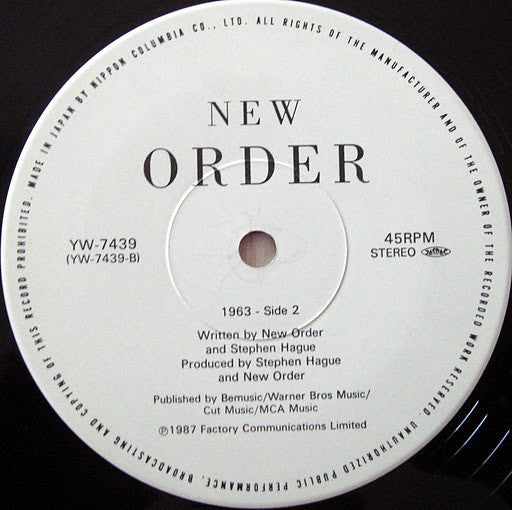 MADE IN JAPAN BY NIPPON COLUMBIA CO., LTD. ALL RIGHTS OF THE MANUFACTURER AND OF THE OWNER OF THE RECORDED WORK RESERVED. UNAUTHORIZED PUBLIC PERFORMANCE, BROADCASTING AND COPYING OF THIS RECORD PROHIBITED.
NEW
ORDER
YW-7439
(YW-7439-B)
45RPM
STEREO
1963 - Side 2
Written by New Order
and Stephen Hague
Produced by Stephen Hague
and New Order
Published by Bemusic/Warner Bros Music/
Cut Music/MCA Music
℗1987 Factory Communications Limited